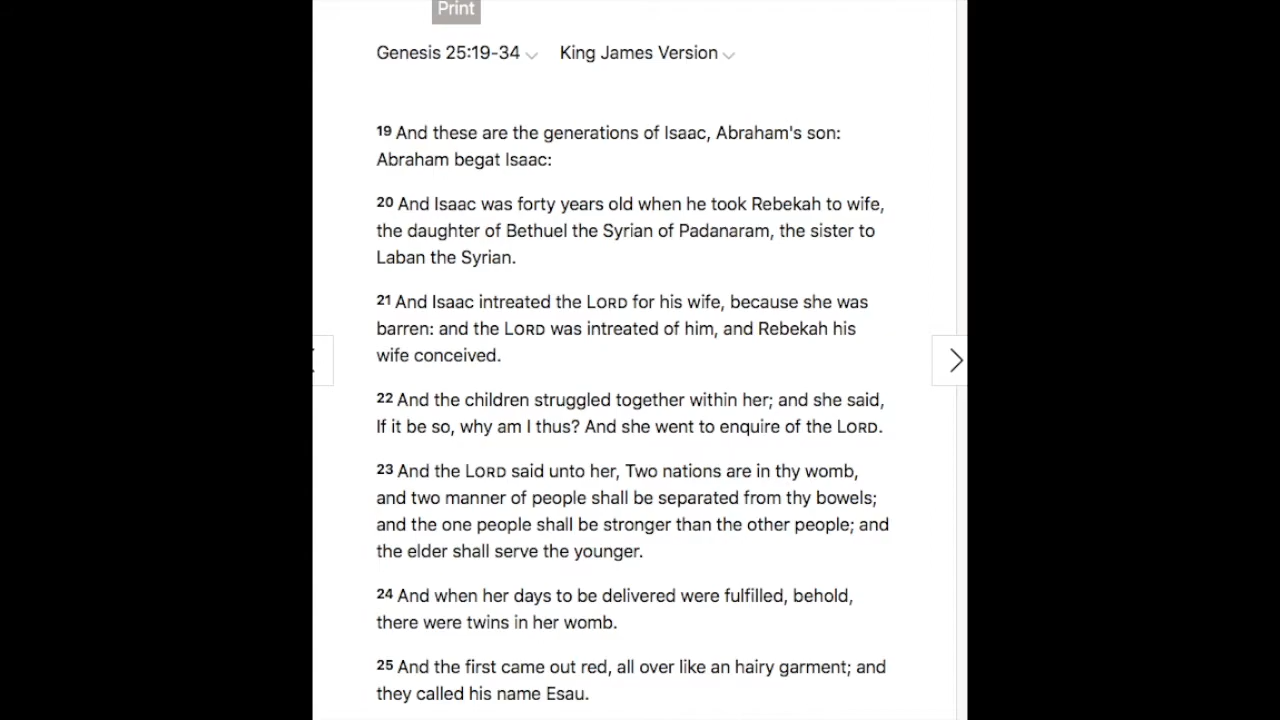 Print
Genesis 25:19-34 King James Version
19 And these are the generations of Isaac, Abraham's son:
Abraham begat Isaac:
20 And Isaac was forty years old when he took Rebekah to wife,
the daughter of Bethuel the Syrian of Padanaram, the sister to
Laban the Syrian.
21 And Isaac intreated the LORD for his wife, because she was
barren: and the LORD was intreated of him, and Rebekah his
wife conceived.
22 And the children struggled together within her; and she said,
If it be so, why am I thus? And she went to enquire of the LORD.
23 And the LORD said unto her, Two nations are in thy womb,
and two manner of people shall be separated from thy bowels;
and the one people shall be stronger than the other people; and
the elder shall serve the younger.
24 And when her days to be delivered were fulfilled, behold,
there were twins in her womb.
25 And the first came out red, all over like an hairy garment; and
they called his name Esau.